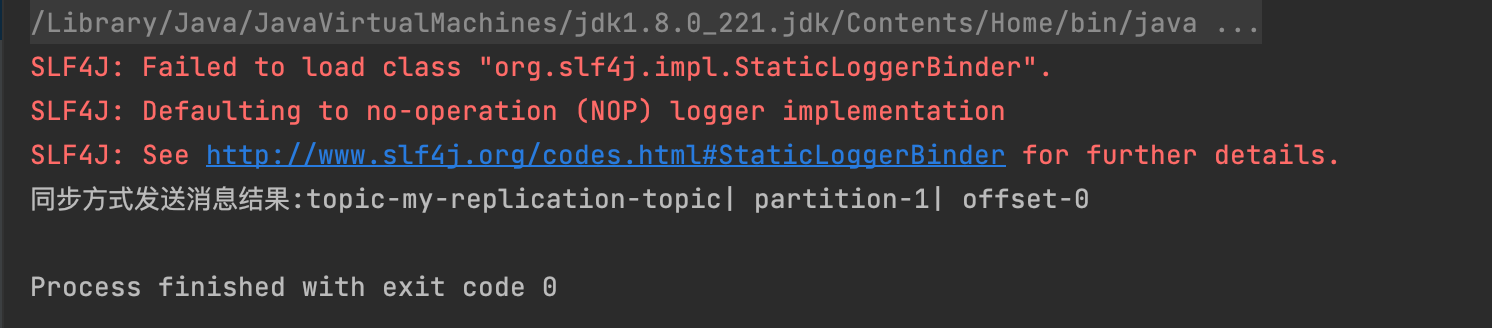 /Library/Java/JavaVirtualMachines/jdk1.8.0_221.jdk/Contents/Home/bin/java ...
SLF4J: Failed to load class "org.slf4j.impl.StaticLoggerBinder".
SLF4J: Defaulting to no-operation (NOP) logger implementation
SLF4J: See http://www.slf4j.org/codes.html#StaticLoggerBinder for further details.
同步方式发送消息结果:topic-my-replication-topic| partition-1| offset-0
Process finished with exit code 0